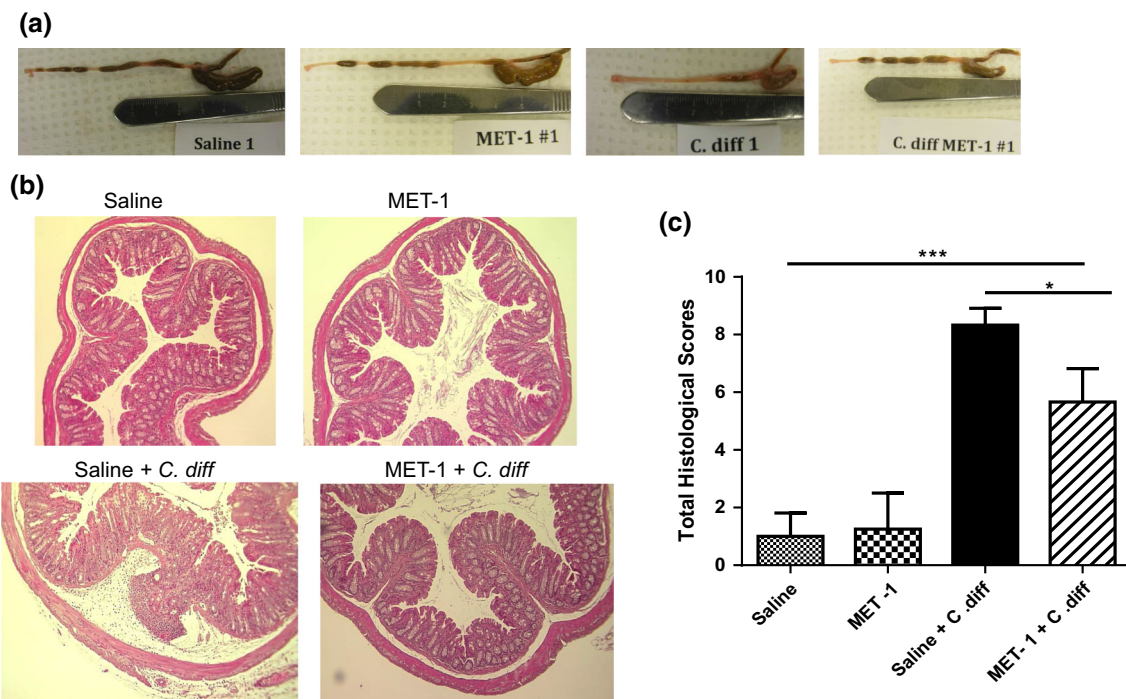 (a)
Saline 1
MET-1 #1
C. diff 1
C. diff MET-1 #1
(b)
Saline
MET-1
Saline + C. diff
MET-1 + C. diff
(c)
***
*
Total Histological Scores
10
8
6
4
2
0
Saline
MET -1
Saline + C .diff
MET- 1 + C .diff